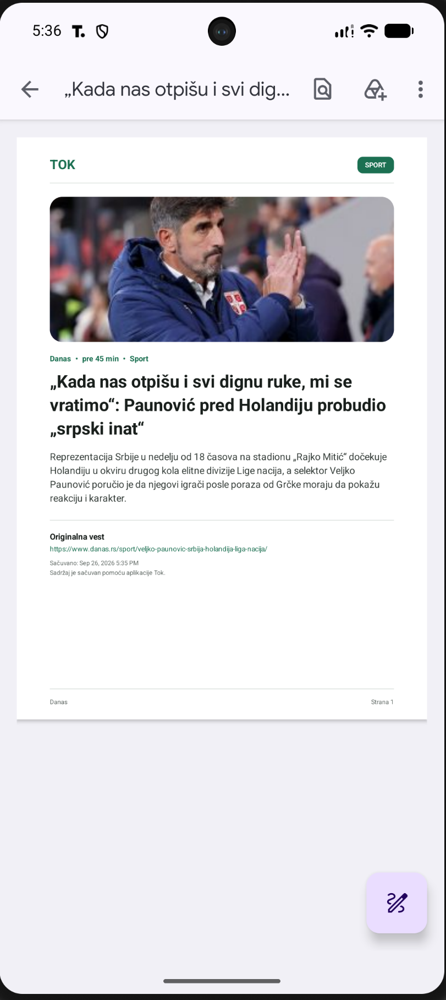 5:36 T.
„Kada nas otpišu i svi dig...
TOK
SPORT
Danas • pre 45 min • Sport
„Kada nas otpišu i svi dignu ruke, mi se
vratimo“: Paunović pred Holandiju probudio
„srpski inat“
Reprezentacija Srbije u nedelju od 18 časova na stadionu „Rajko Mitić“ dočekuje
Holandiju u okviru drugog kola elitne divizije Lige nacija, a selektor Veljko
Paunović poručio je da njegovi igrači posle poraza od Grčke moraju da pokažu
reakciju i karakter.
Originalna vest
https://www.danas.rs/sport/veljko-paunovic-srbija-holandija-liga-nacija/
Sačuvano: Sep 26, 2026 5:35 PM
Sadržaj je sačuvan pomoću aplikacije Tok.
Danas
Strana 1